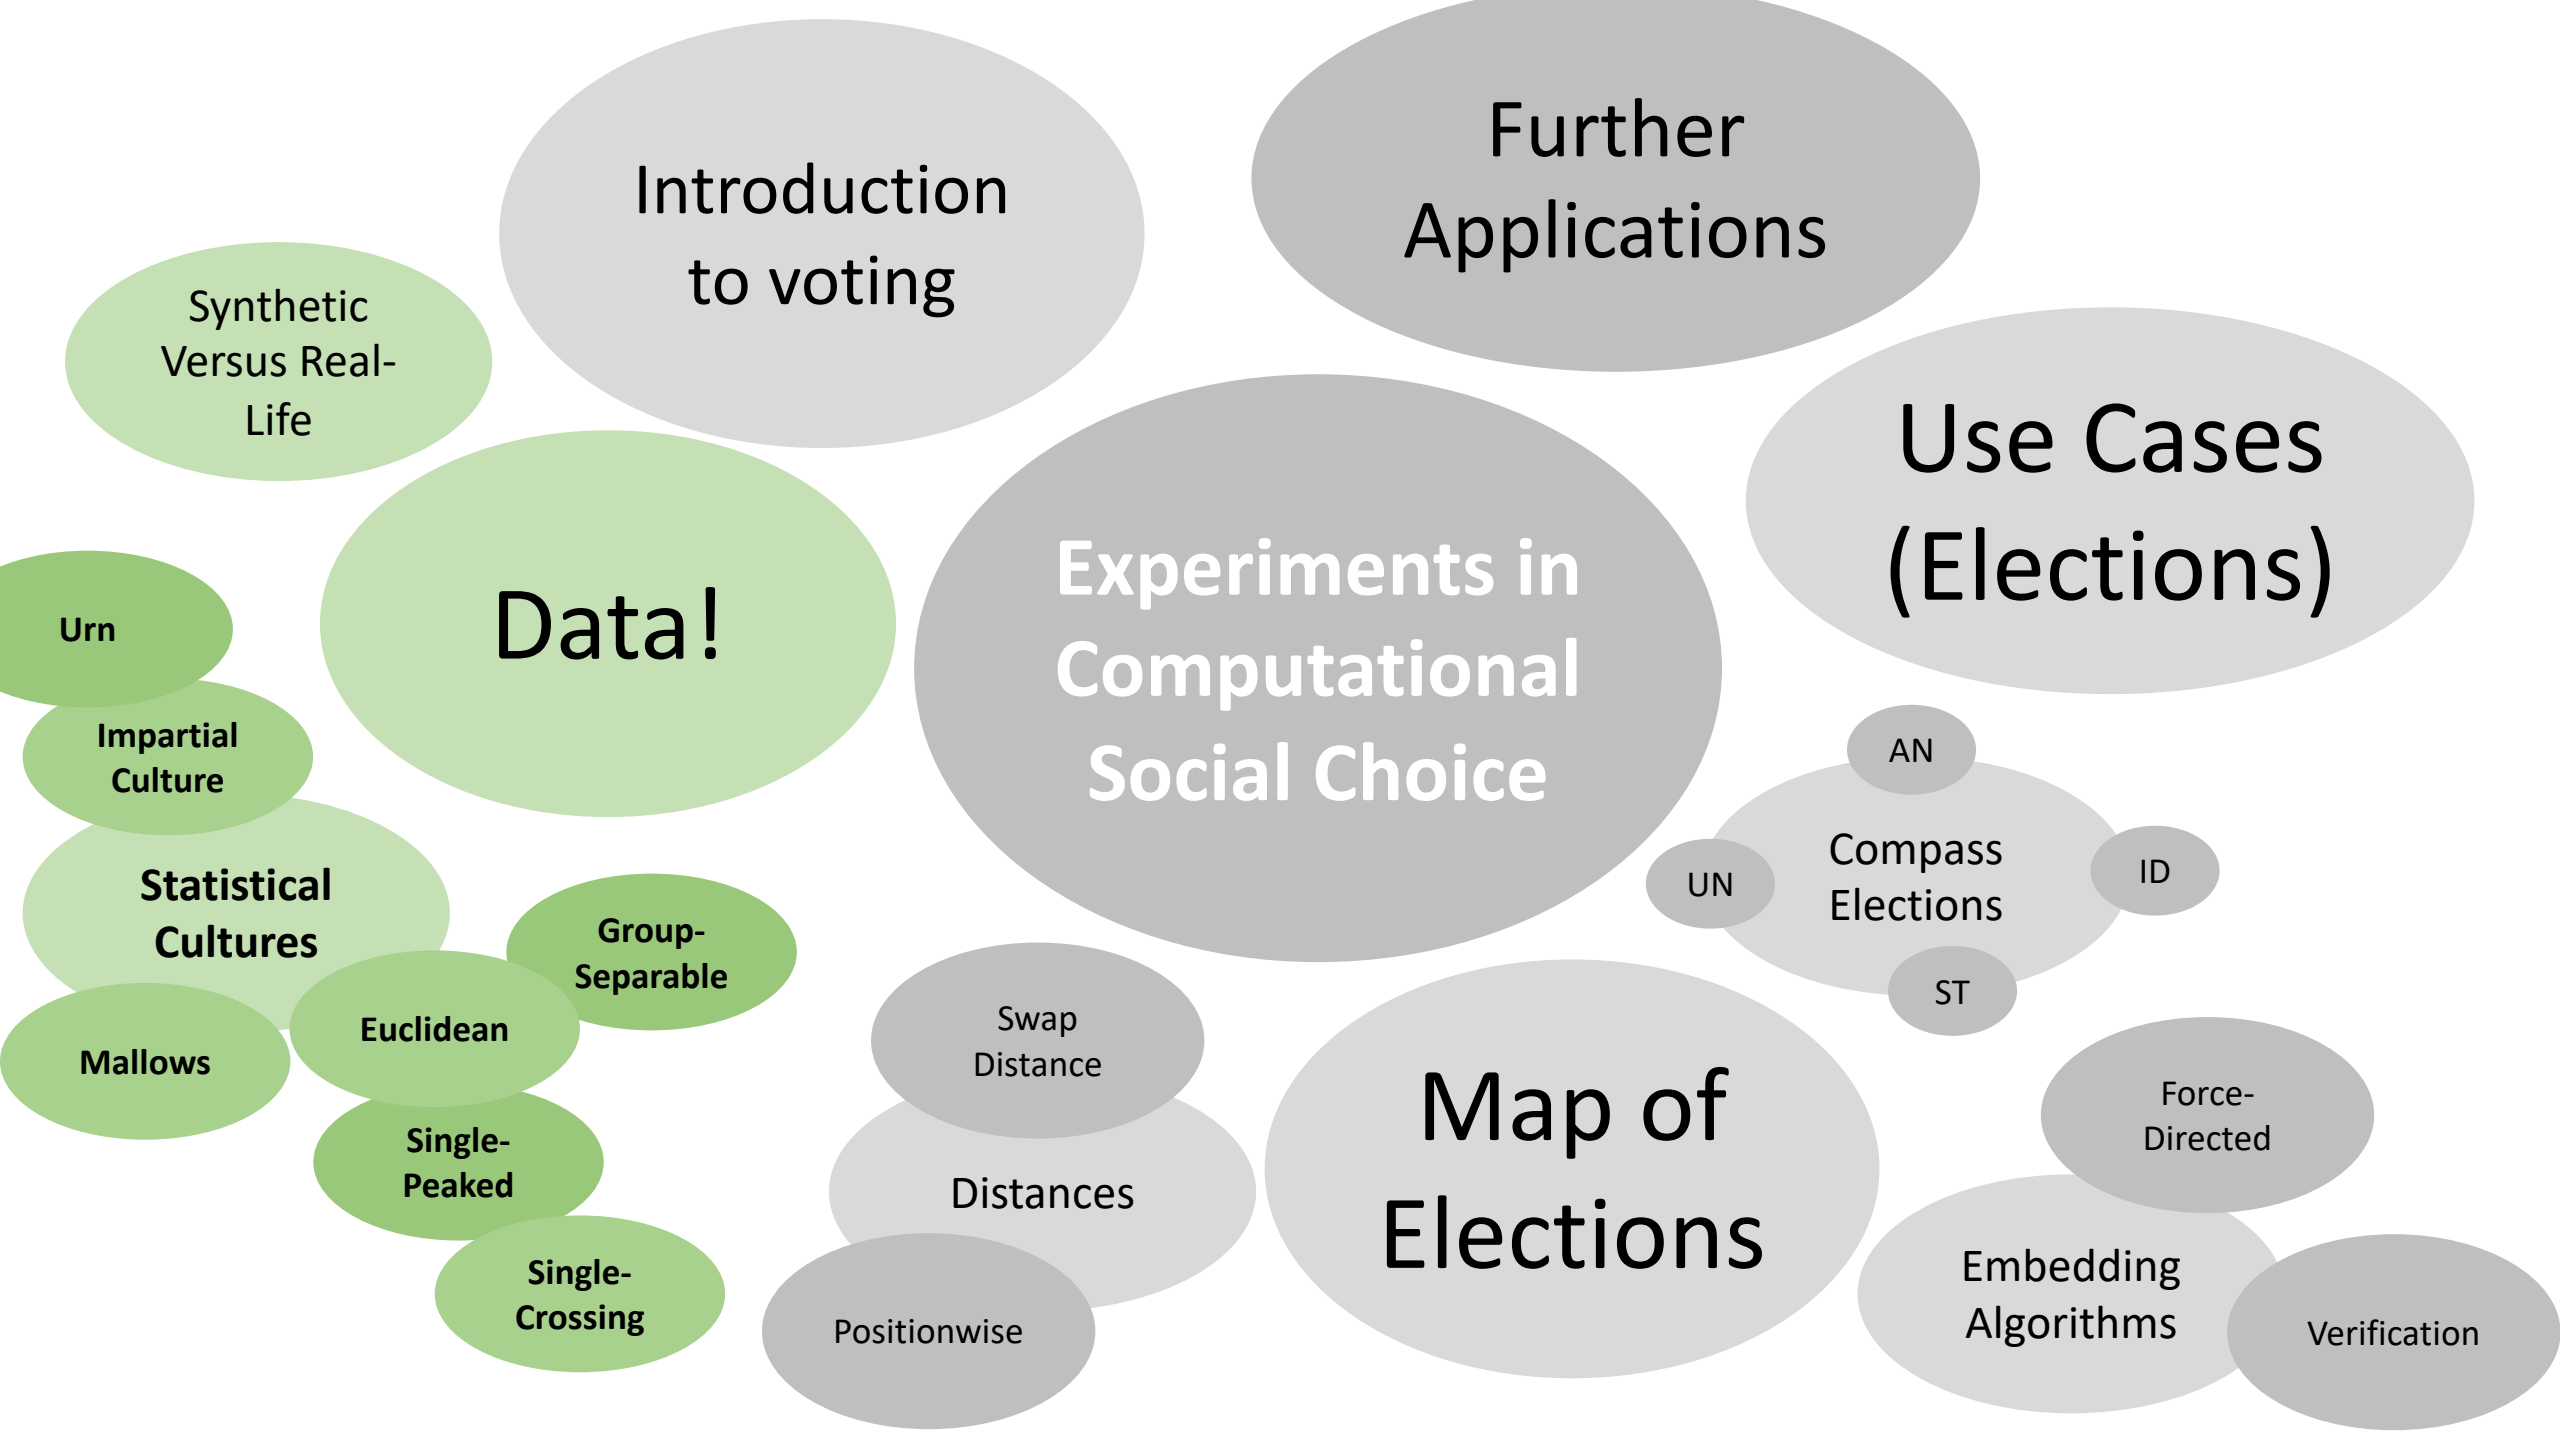 Further
Applications
Introduction
to voting
Synthetic
Versus Real-
Life
Use Cases
(Elections)
Data!
Experiments in
Computational
Social Choice
Urn
Impartial
Culture
Statistical
Cultures
Group-
Separable
Euclidean
Mallows
Single-
Peaked
Single-
Crossing
AN
UN
Compass
Elections
ID
ST
Swap
Distance
Distances
Positionwise
Map of
Elections
Force-
Directed
Embedding
Algorithms
Verification